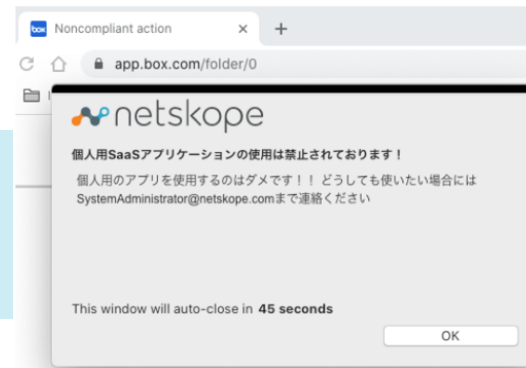 box
Noncompliant action × +
app.box.com/folder/0
netskope
個人用SaaSアプリケーションの使用は禁止されております！
個人用のアプリを使用するのはダメです！！ どうしても使いたい場合には
SystemAdministrator@netskope.comまで連絡ください
This window will auto-close in 45 seconds
OK